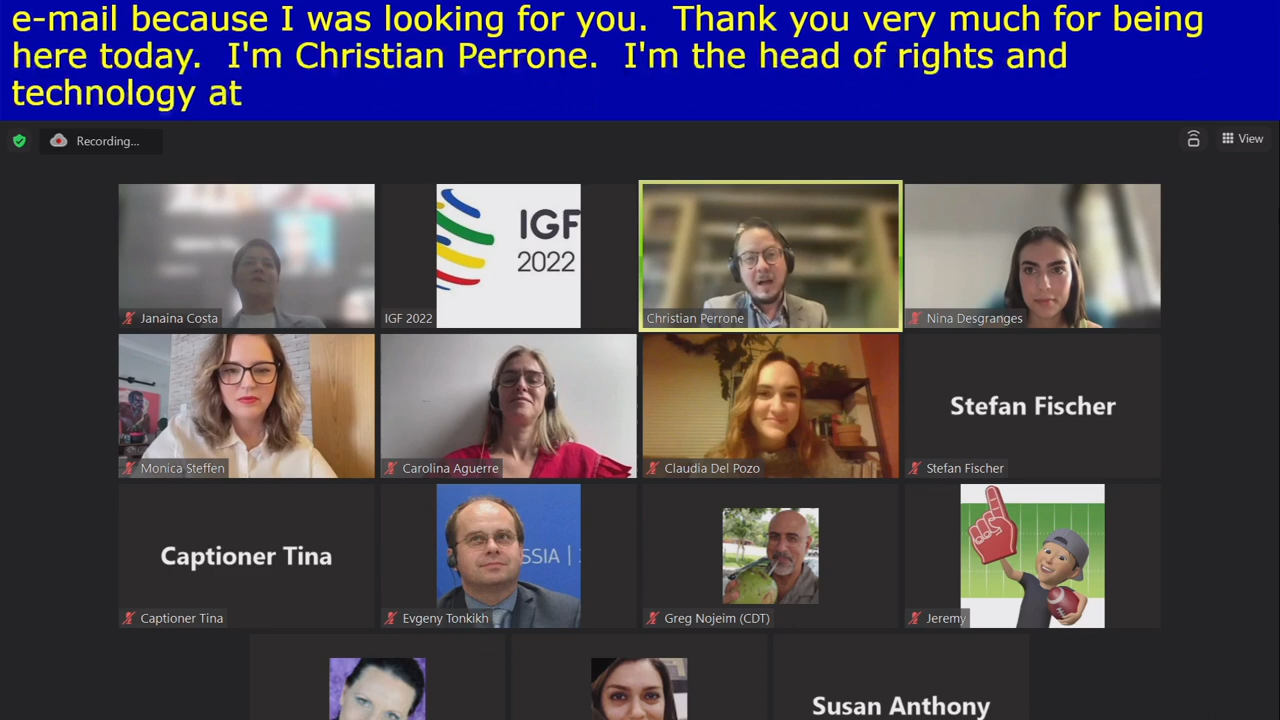 e-mail because I was looking for you.  Thank you very much for being
here today.  I'm Christian Perrone.  I'm the head of rights and
technology at
Recording...
View
Janaina Costa
IGF
2022
IGF 2022
Christian Perrone
Nina Desgranges
Monica Steffen
Carolina Aguerre
Claudia Del Pozo
Stefan Fischer
Stefan Fischer
Captioner Tina
Captioner Tina
SSIA |
Evgeny Tonkikh
Greg Nojeim (CDT)
Jeremy
Susan Anthony